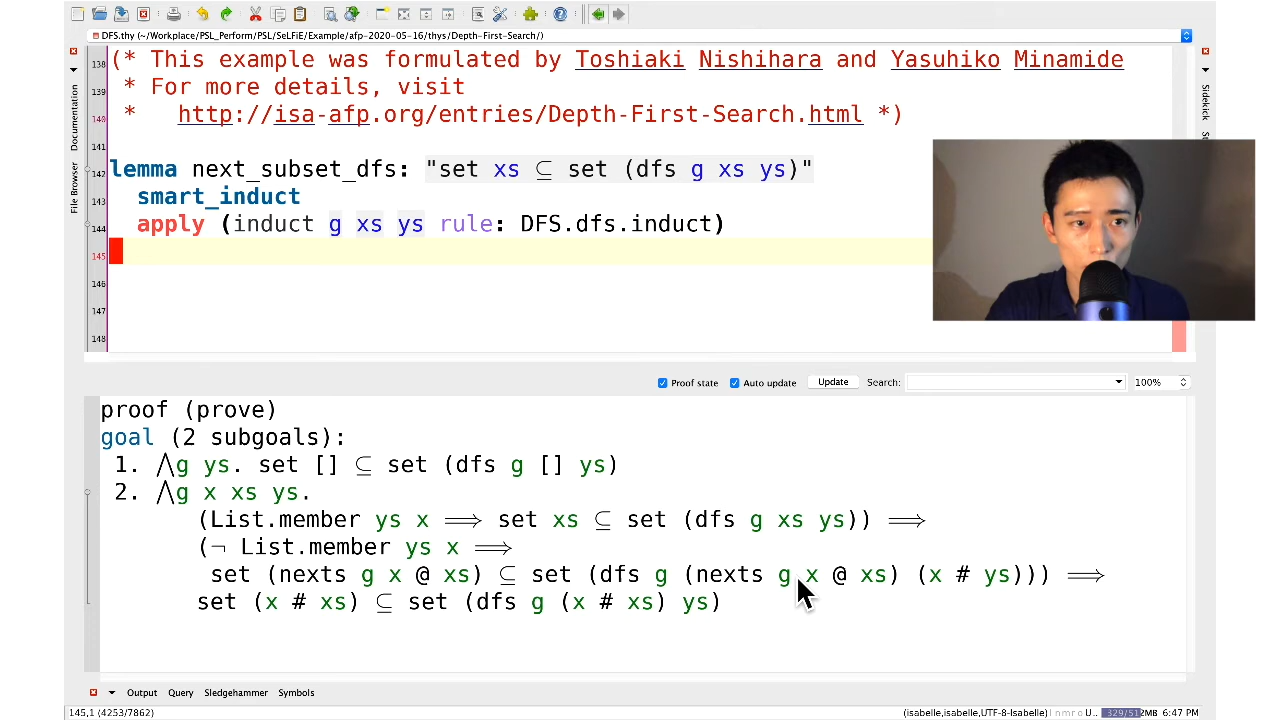 DFS.thy (~/Workplace/PSL_Perform/PSL/SeLFiE/Example/afp-2020-05-16/thys/Depth-First-Search/)
138 (* This example was formulated by Toshiaki Nishihara and Yasuhiko Minamide
139 * For more details, visit
140 * http://isa-afp.org/entries/Depth-First-Search.html *)
141
142 lemma next_subset_dfs: "set xs ⊆ set (dfs g xs ys)"
143 smart_induct
144 apply (induct g xs ys rule: DFS.dfs.induct)
145
146
147
148
Documentation
File Browser
Sidekick
Proof state Auto update Update Search: 100%
proof (prove)
goal (2 subgoals):
1. ⋀g ys. set [] ⊆ set (dfs g [] ys)
2. ⋀g x xs ys.
(List.member ys x ⟹ set xs ⊆ set (dfs g xs ys)) ⟹
(¬ List.member ys x ⟹
set (nexts g x @ xs) ⊆ set (dfs g (nexts g x @ xs) (x # ys))) ⟹
set (x # xs) ⊆ set (dfs g (x # xs) ys)
Output Query Sledgehammer Symbols
145,1 (4253/7862) (isabelle,isabelle,UTF-8-Isabelle) 6:47 PM